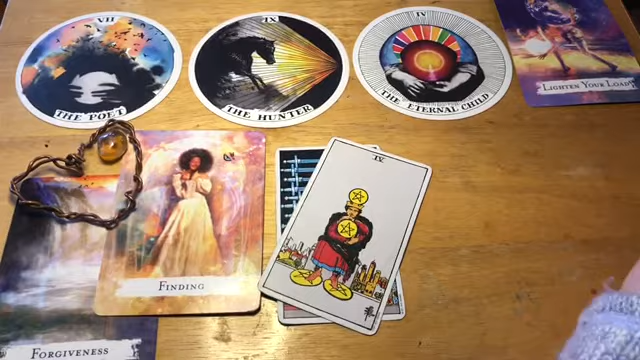 VII
THE POET
IX
THE HUNTER
IV
THE ETERNAL CHILD
LIGHTEN YOUR LOAD
FINDING
IV
FORGIVENESS